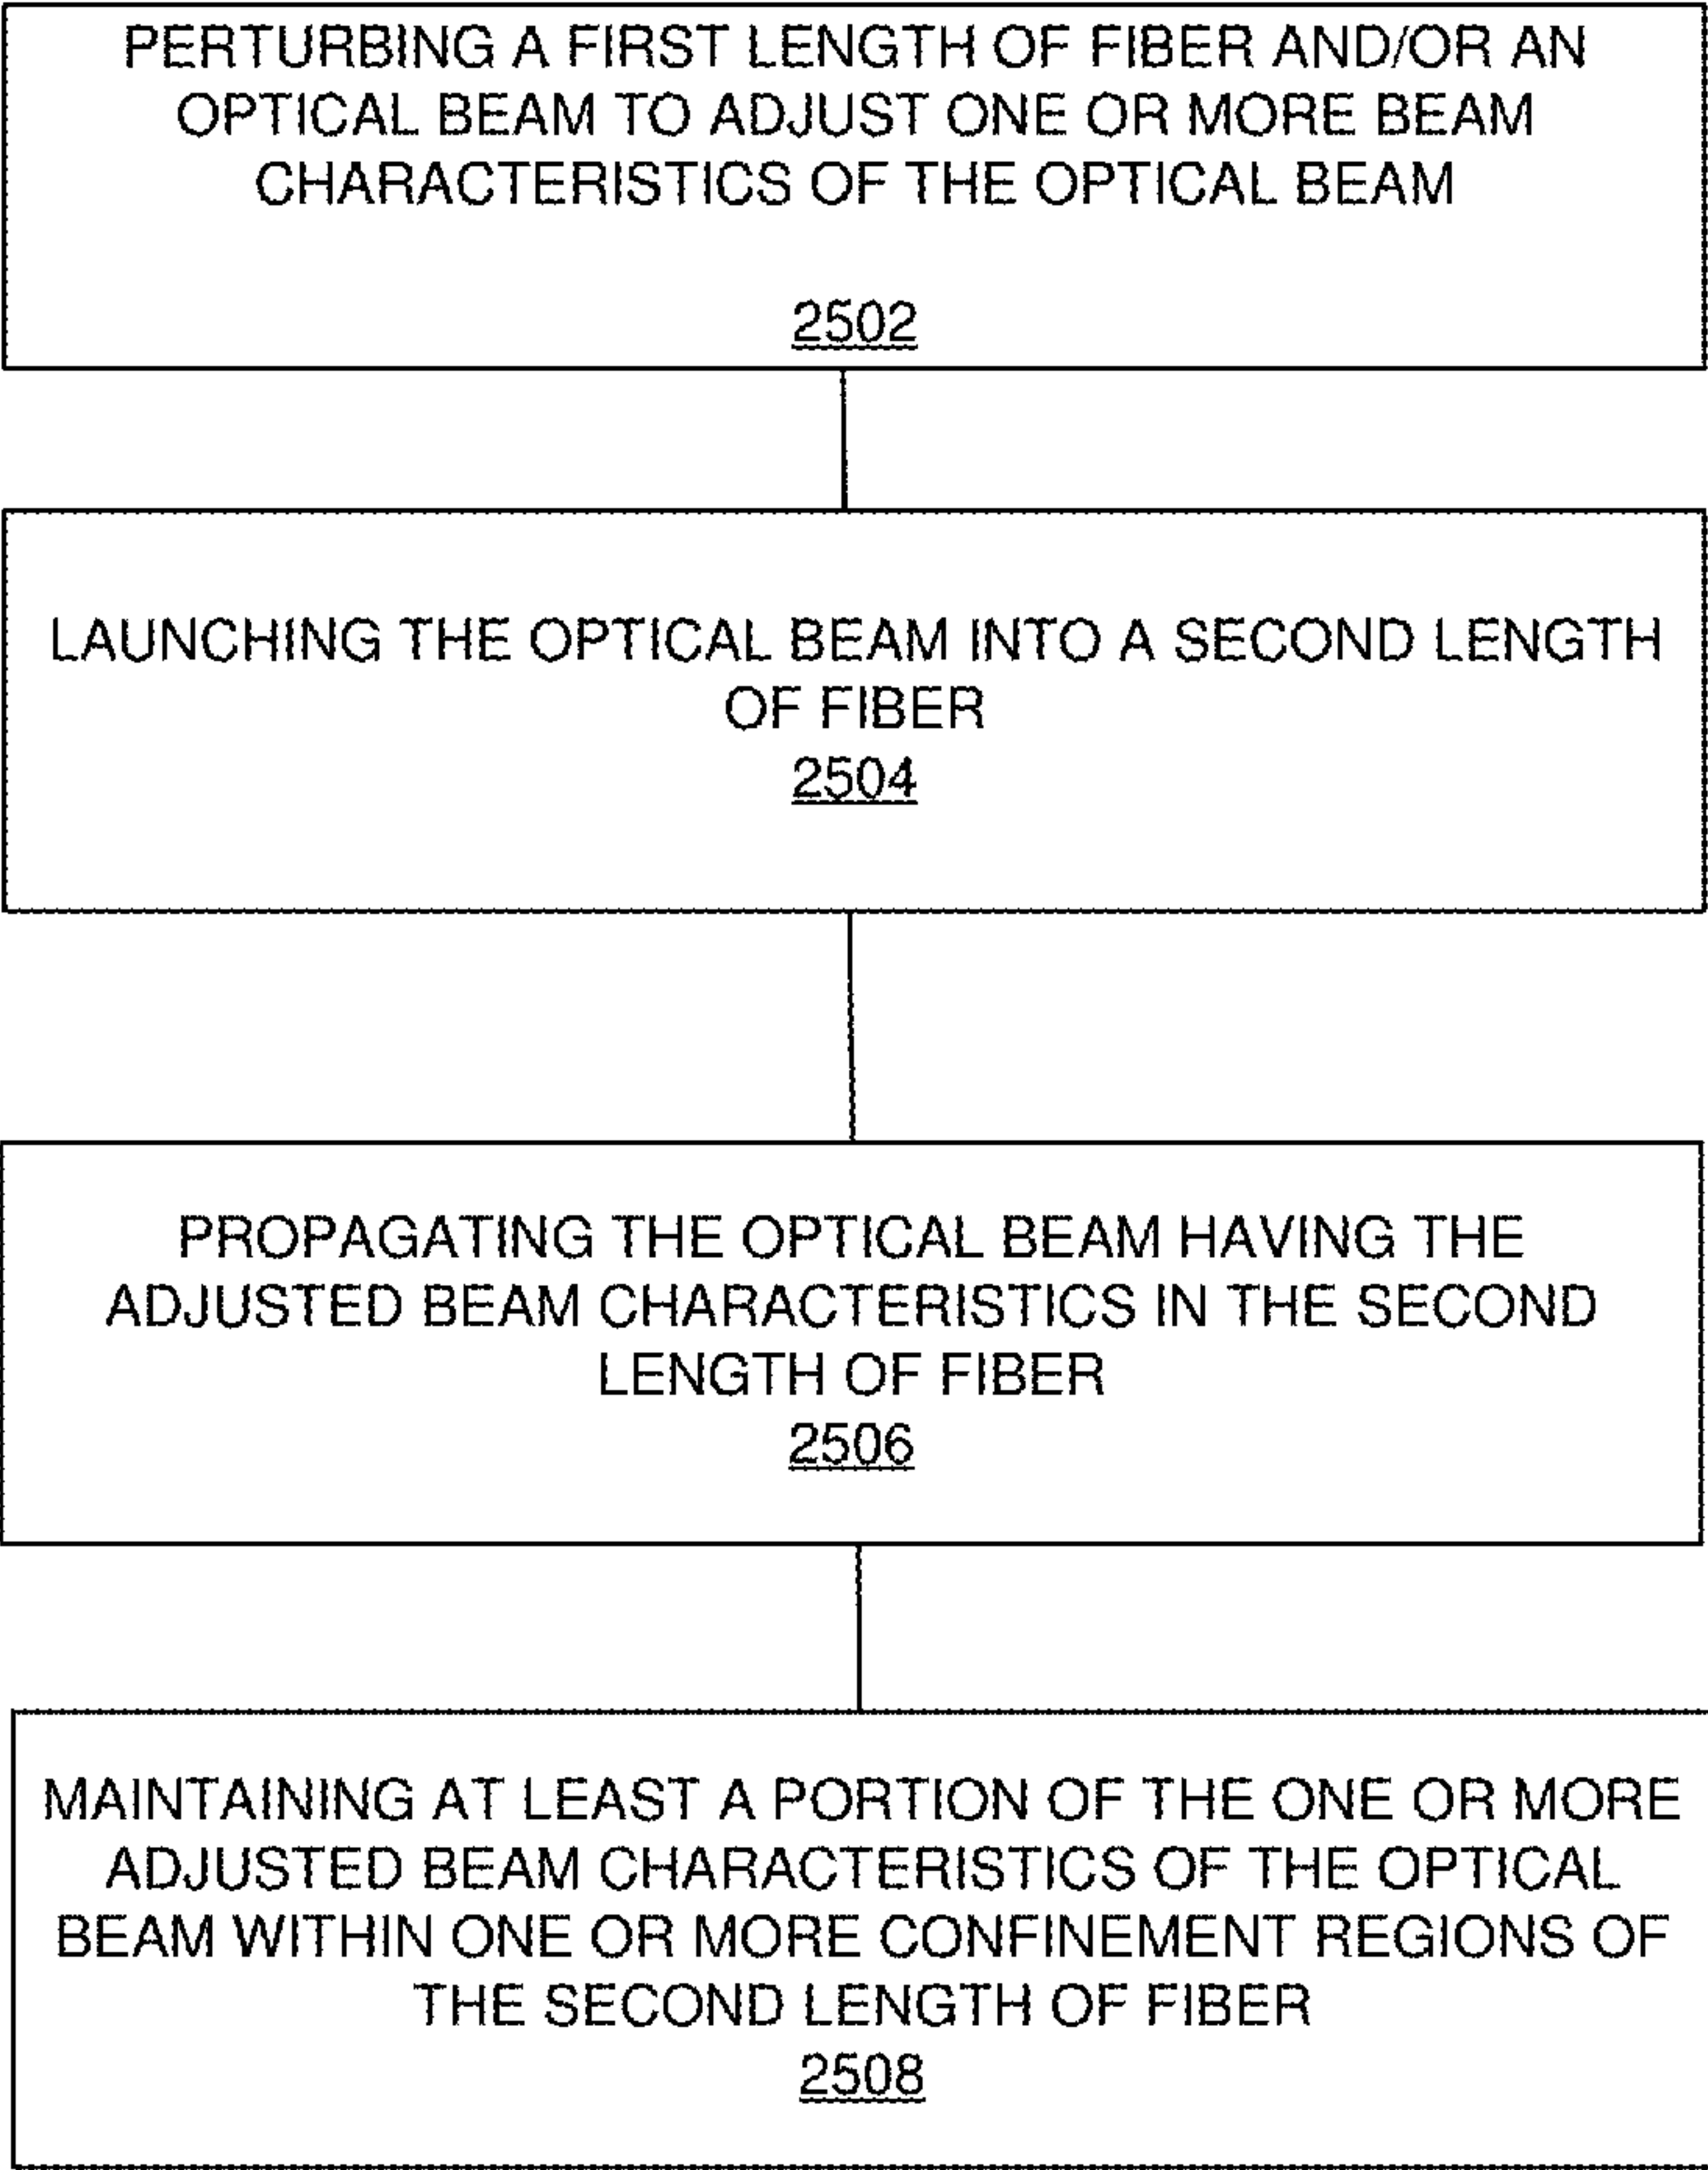 PERTURBING A FIRST LENGTH OF FIBER AND/OR AN
OPTICAL BEAM TO ADJUST ONE OR MORE BEAM
CHARACTERISTICS OF THE OPTICAL BEAM
2502
LAUNCHING THE OPTICAL BEAM INTO A SECOND LENGTH
OF FIBER
2504
PROPAGATING THE OPTICAL BEAM HAVING THE
ADJUSTED BEAM CHARACTERISTICS IN THE SECOND
LENGTH OF FIBER
2506
MAINTAINING AT LEAST A PORTION OF THE ONE OR MORE
ADJUSTED BEAM CHARACTERISTICS OF THE OPTICAL
BEAM WITHIN ONE OR MORE CONFINEMENT REGIONS OF
THE SECOND LENGTH OF FIBER
2508